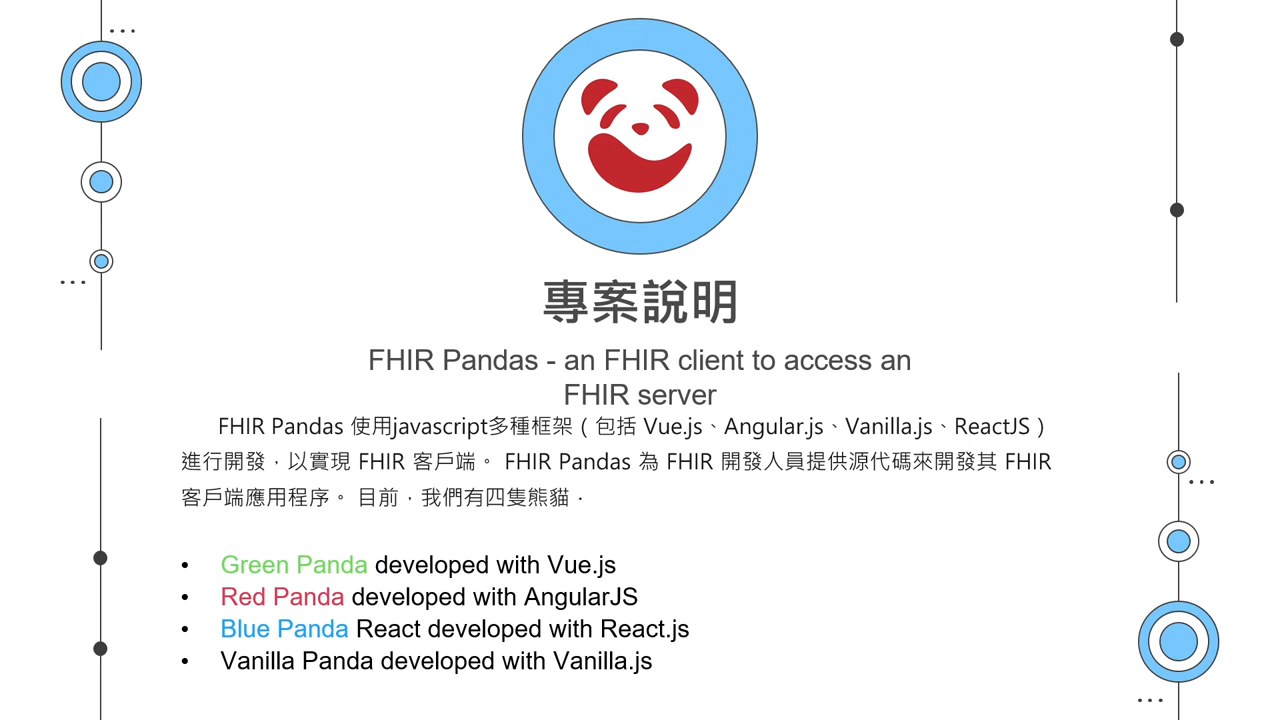 專案說明
FHIR Pandas - an FHIR client to access an
FHIR server
FHIR Pandas 使用javascript多種框架（包括 Vue.js、Angular.js、Vanilla.js、ReactJS）
進行開發，以實現 FHIR 客戶端。 FHIR Pandas 為 FHIR 開發人員提供源代碼來開發其 FHIR
客戶端應用程序。 目前，我們有四隻熊貓．
• Green Panda developed with Vue.js
• Red Panda developed with AngularJS
• Blue Panda React developed with React.js
• Vanilla Panda developed with Vanilla.js